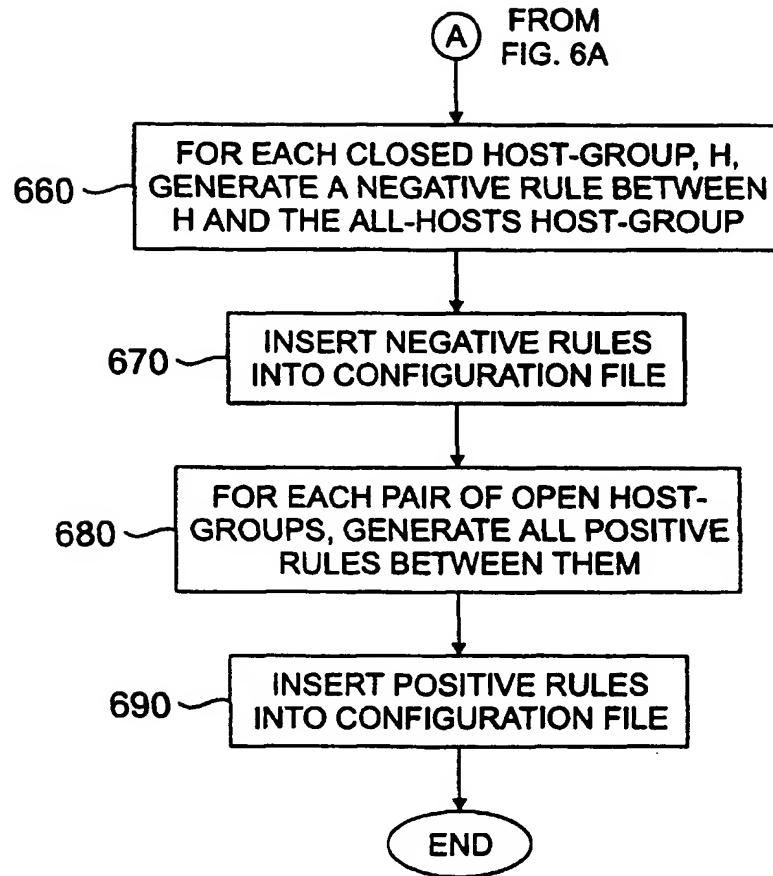 A
FROM
FIG. 6A
660
FOR EACH CLOSED HOST-GROUP, H,
GENERATE A NEGATIVE RULE BETWEEN
H AND THE ALL-HOSTS HOST-GROUP
670
INSERT NEGATIVE RULES
INTO CONFIGURATION FILE
680
FOR EACH PAIR OF OPEN HOST-
GROUPS, GENERATE ALL POSITIVE
RULES BETWEEN THEM
690
INSERT POSITIVE RULES
INTO CONFIGURATION FILE
END